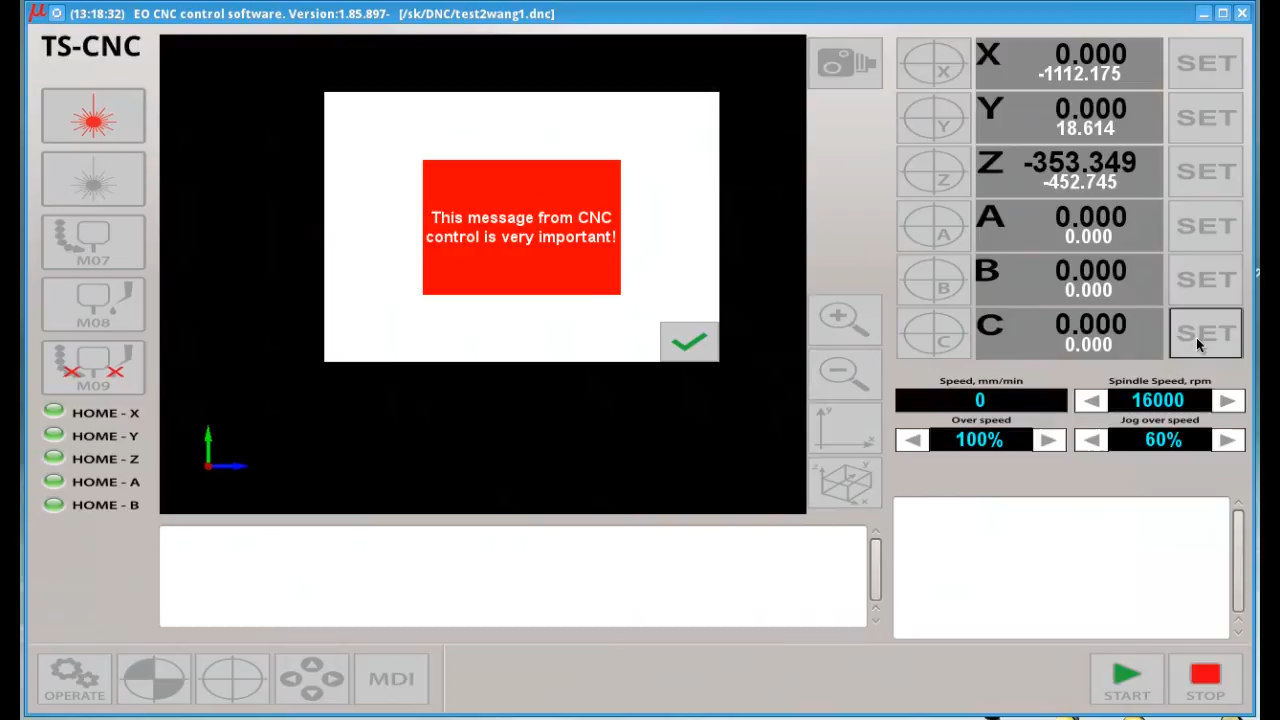 (13:18:32) EO CNC control software. Version:1.85.897- [/sk/DNC/test2wang1.dnc]
TS-CNC
M07
M08
M09
HOME - X
HOME - Y
HOME - Z
HOME - A
HOME - B
This message from CNC
control is very important!
y
x
z y
x
X X 0.000 SET
-1112.175
Y Y 0.000 SET
18.614
Z Z -353.349 SET
-452.745
A A 0.000 SET
0.000
B B 0.000 SET
0.000
C C 0.000 SET
0.000
Speed, mm/min Spindle Speed, rpm
0 16000
Over speed Jog over speed
100% 60%
OPERATE
MDI
START
STOP